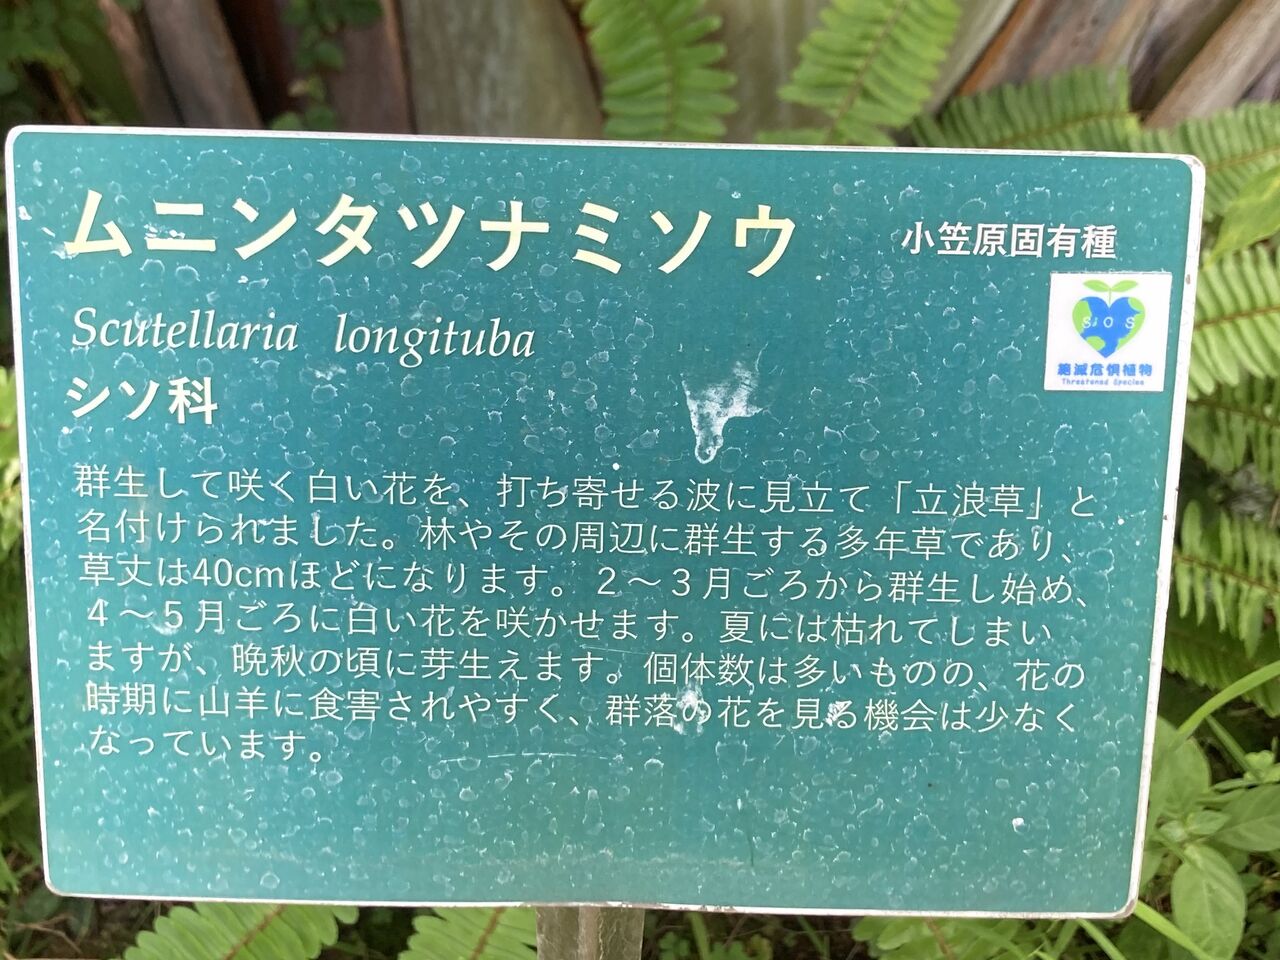 ムニンタツナミソウ
小笠原固有種
Scutellaria longituba
シソ科
SOS
絶滅危惧植物
Threatened Species
群生して咲く白い花を、打ち寄せる波に見立て「立浪草」と
名付けられました。林やその周辺に群生する多年草であり、
草丈は40cmほどになります。２～３月ごろから群生し始め、
４～５月ごろに白い花を咲かせます。夏には枯れてしまい
ますが、晩秋の頃に芽生えます。個体数は多いものの、花の
時期に山羊に食害されやすく、群落の花を見る機会は少なく
なっています。